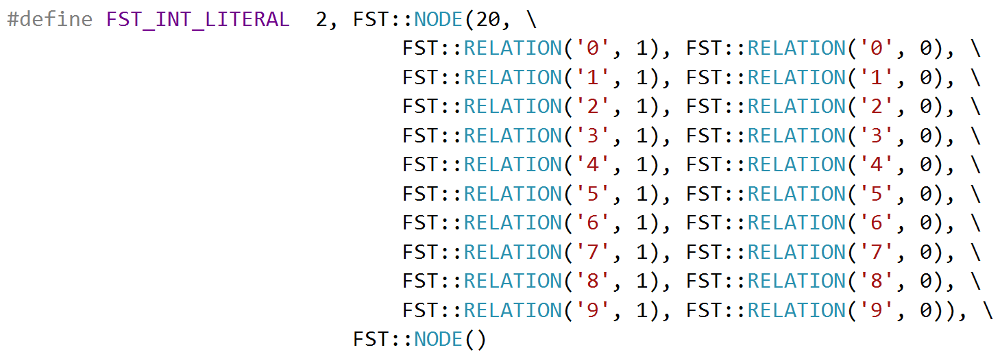 #define FST_INT_LITERAL  2, FST::NODE(20, \
                                FST::RELATION('0', 1), FST::RELATION('0', 0), \
                                FST::RELATION('1', 1), FST::RELATION('1', 0), \
                                FST::RELATION('2', 1), FST::RELATION('2', 0), \
                                FST::RELATION('3', 1), FST::RELATION('3', 0), \
                                FST::RELATION('4', 1), FST::RELATION('4', 0), \
                                FST::RELATION('5', 1), FST::RELATION('5', 0), \
                                FST::RELATION('6', 1), FST::RELATION('6', 0), \
                                FST::RELATION('7', 1), FST::RELATION('7', 0), \
                                FST::RELATION('8', 1), FST::RELATION('8', 0), \
                                FST::RELATION('9', 1), FST::RELATION('9', 0)), \
                            FST::NODE()